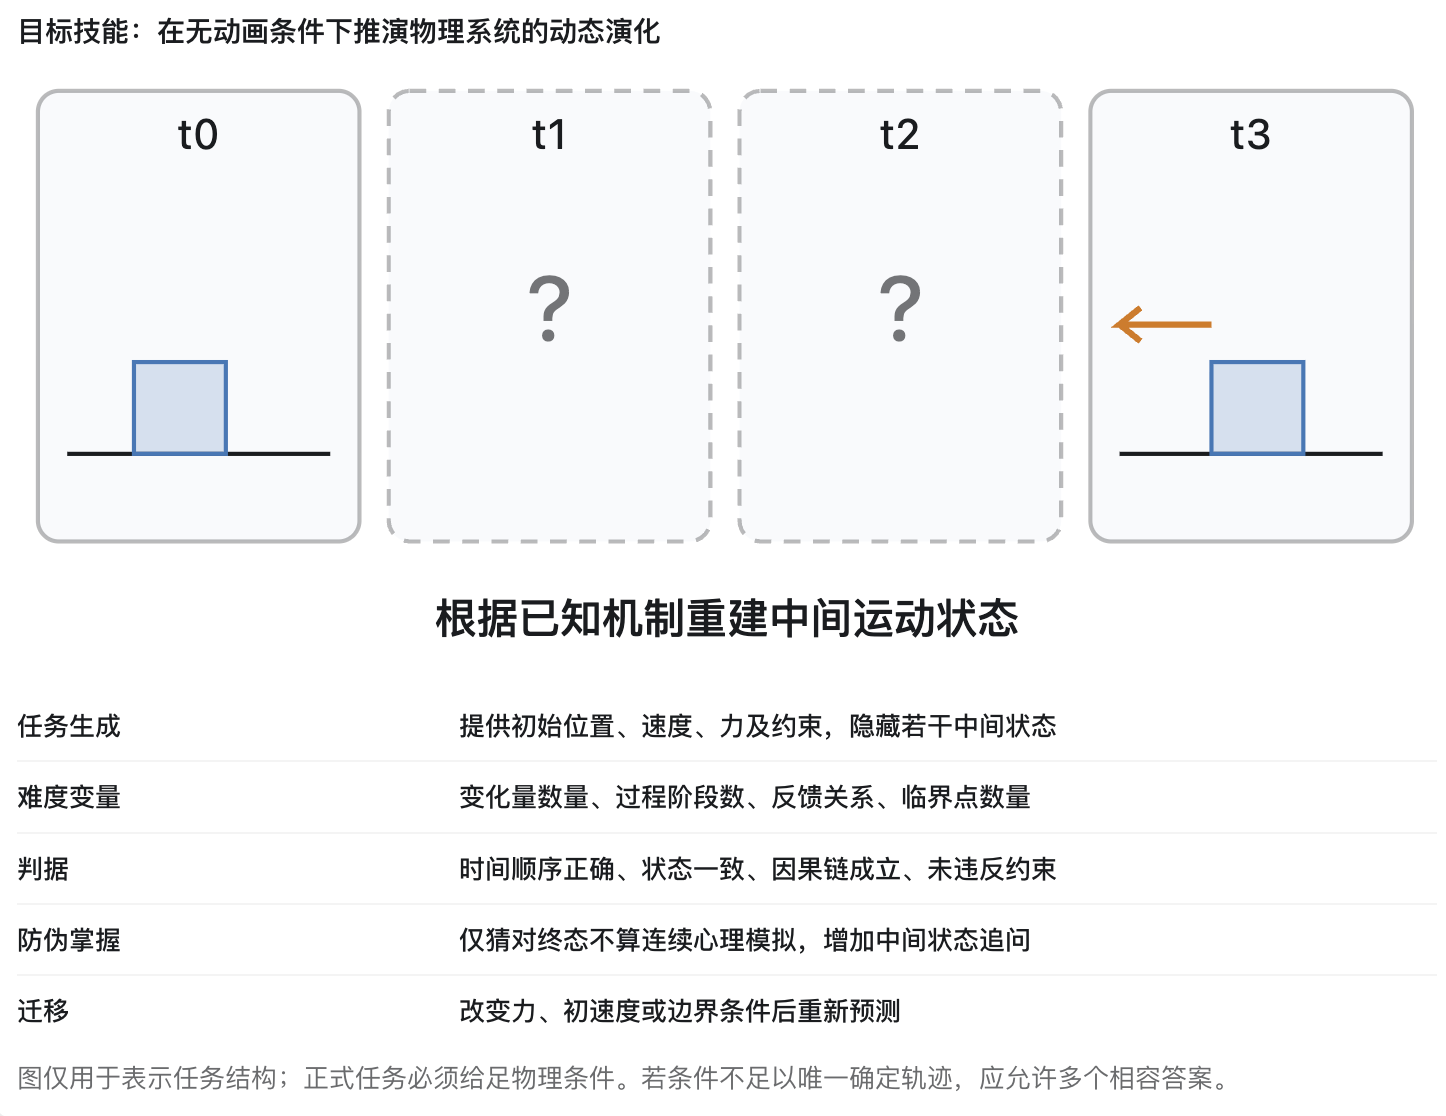 目标技能：在无动画条件下推演物理系统的动态演化
t0
t1
t2
t3
?
?
根据已知机制重建中间运动状态
任务生成
提供初始位置、速度、力及约束，隐藏若干中间状态
难度变量
变化量数量、过程阶段数、反馈关系、临界点数量
判据
时间顺序正确、状态一致、因果链成立、未违反约束
防伪掌握
仅猜对终态不算连续心理模拟，增加中间状态追问
迁移
改变力、初速度或边界条件后重新预测
图仅用于表示任务结构；正式任务必须给足物理条件。若条件不足以唯一确定轨迹，应允许多个相容答案。